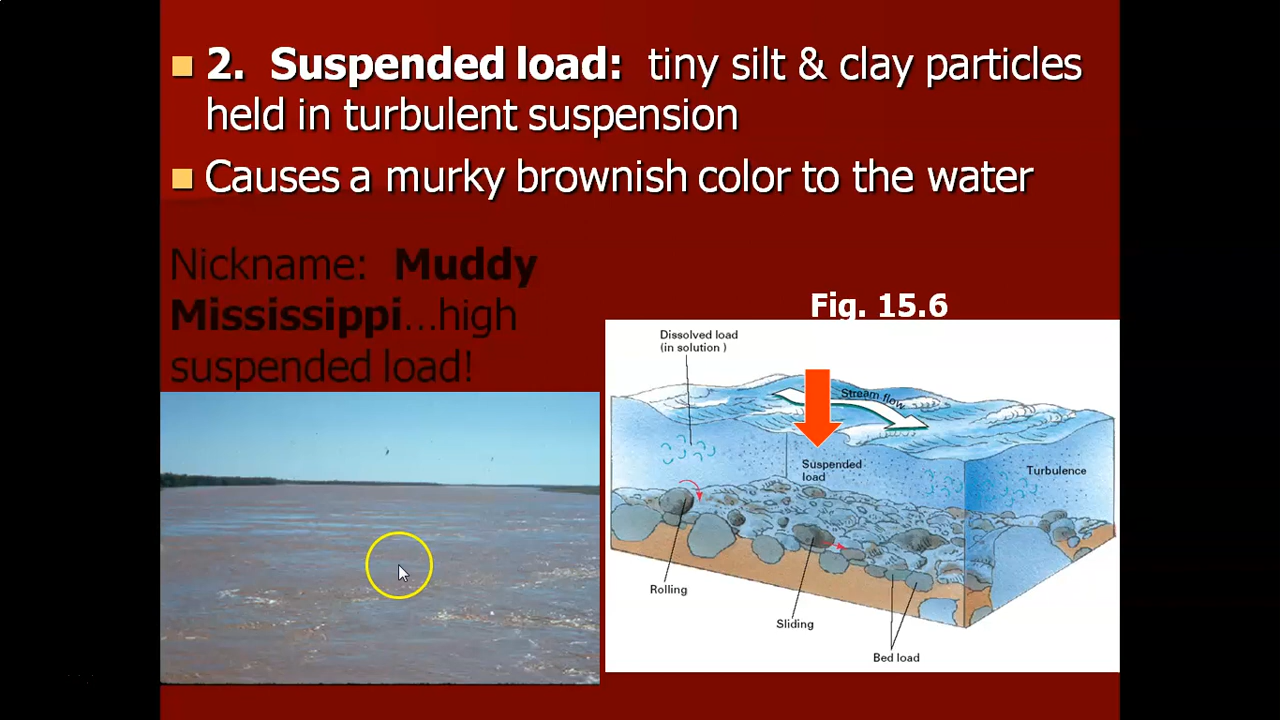 2. Suspended load: tiny silt & clay particles
held in turbulent suspension
Causes a murky brownish color to the water
Nickname: Muddy
Mississippi...high
suspended load!
Fig. 15.6
Dissolved load
(in solution )
Stream flow
Suspended
load
Turbulence
Rolling
Sliding
Bed load